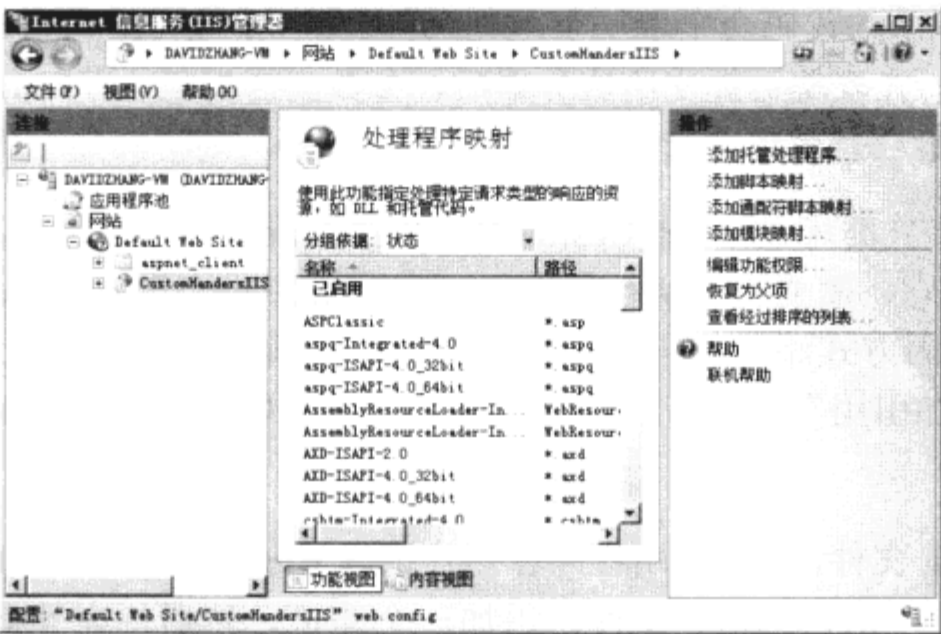 Internet 信息服务(IIS)管理器
DAVIDZHANG-VM ▸ 网站 ▸ Default Web Site ▸ CustomHandersIIS ▸
文件(F) 视图(V) 帮助(H)
连接
DAVIDZHANG-VM (DAVIDZHANG-
应用程序池
网站
Default Web Site
aspnet_client
CustomHandersIIS
处理程序映射
使用此功能指定处理特定请求类型的响应的资
源，如 DLL 和托管代码。
分组依据: 状态
名称 路径
已启用
ASPClassic *.asp
aspq-Integrated-4.0 *.aspq
aspq-ISAPI-4.0_32bit *.aspq
aspq-ISAPI-4.0_64bit *.aspq
AssemblyResourceLoader-In... WebResour
AssemblyResourceLoader-In... WebResour
AXD-ISAPI-2.0 *.axd
AXD-ISAPI-4.0_32bit *.axd
AXD-ISAPI-4.0_64bit *.axd
cshtm-Integrated-4.0 *.cshtm
功能视图 内容视图
操作
添加托管处理程序...
添加脚本映射...
添加通配符脚本映射...
添加模块映射...
编辑功能权限...
恢复为父项
查看经过排序的列表...
帮助
联机帮助
配置: "Default Web Site/CustomHandersIIS" web.config